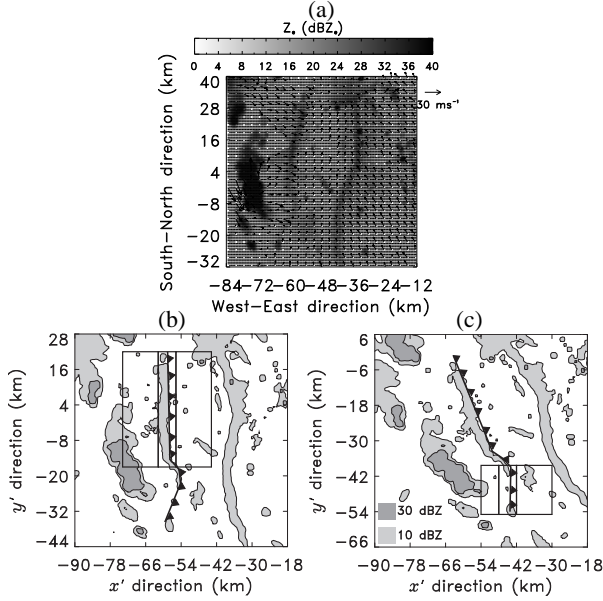 (a)
Zₑ (dBZₑ)
0 4 8 12 16 20 24 28 32 36 40
South−North direction (km)
40
28
16
4
−8
−20
−32
30 ms⁻¹
−84−72−60−48−36−24−12
West−East direction (km)
(b)
y' direction (km)
28
16
4
−8
−20
−32
−44
−90 −78 −66 −54 −42 −30 −18
x' direction (km)
(c)
y' direction (km)
6
−6
−18
−30
−42
−54
−66
30 dBZ
10 dBZ
−90 −78 −66 −54 −42 −30 −18
x' direction (km)